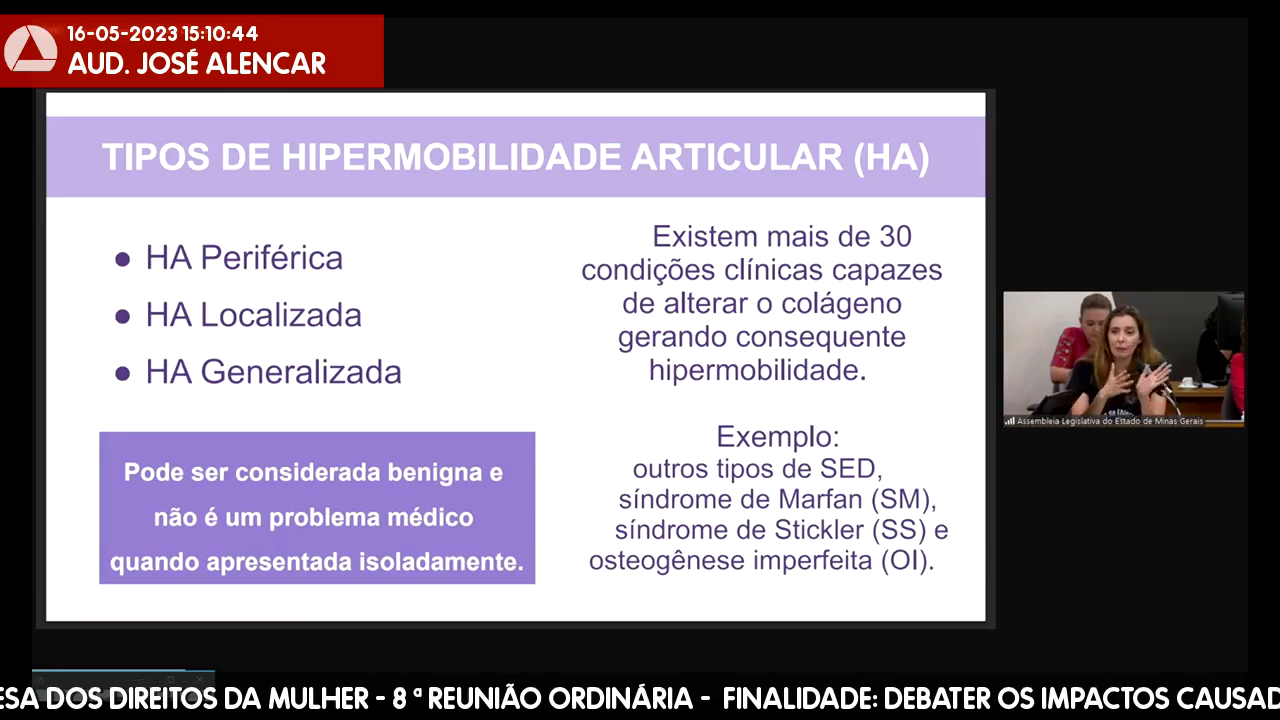 16-05-2023 15:10:44
AUD. JOSÉ ALENCAR
TIPOS DE HIPERMOBILIDADE ARTICULAR (HA)
● HA Periférica
● HA Localizada
● HA Generalizada
Pode ser considerada benigna e
não é um problema médico
quando apresentada isoladamente.
Existem mais de 30
condições clínicas capazes
de alterar o colágeno
gerando consequente
hipermobilidade.
Exemplo:
outros tipos de SED,
síndrome de Marfan (SM),
síndrome de Stickler (SS) e
osteogênese imperfeita (OI).
Assembleia Legislativa do Estado de Minas Gerais
ESA DOS DIREITOS DA MULHER - 8 ª REUNIÃO ORDINÁRIA - FINALIDADE: DEBATER OS IMPACTOS CAUSAD